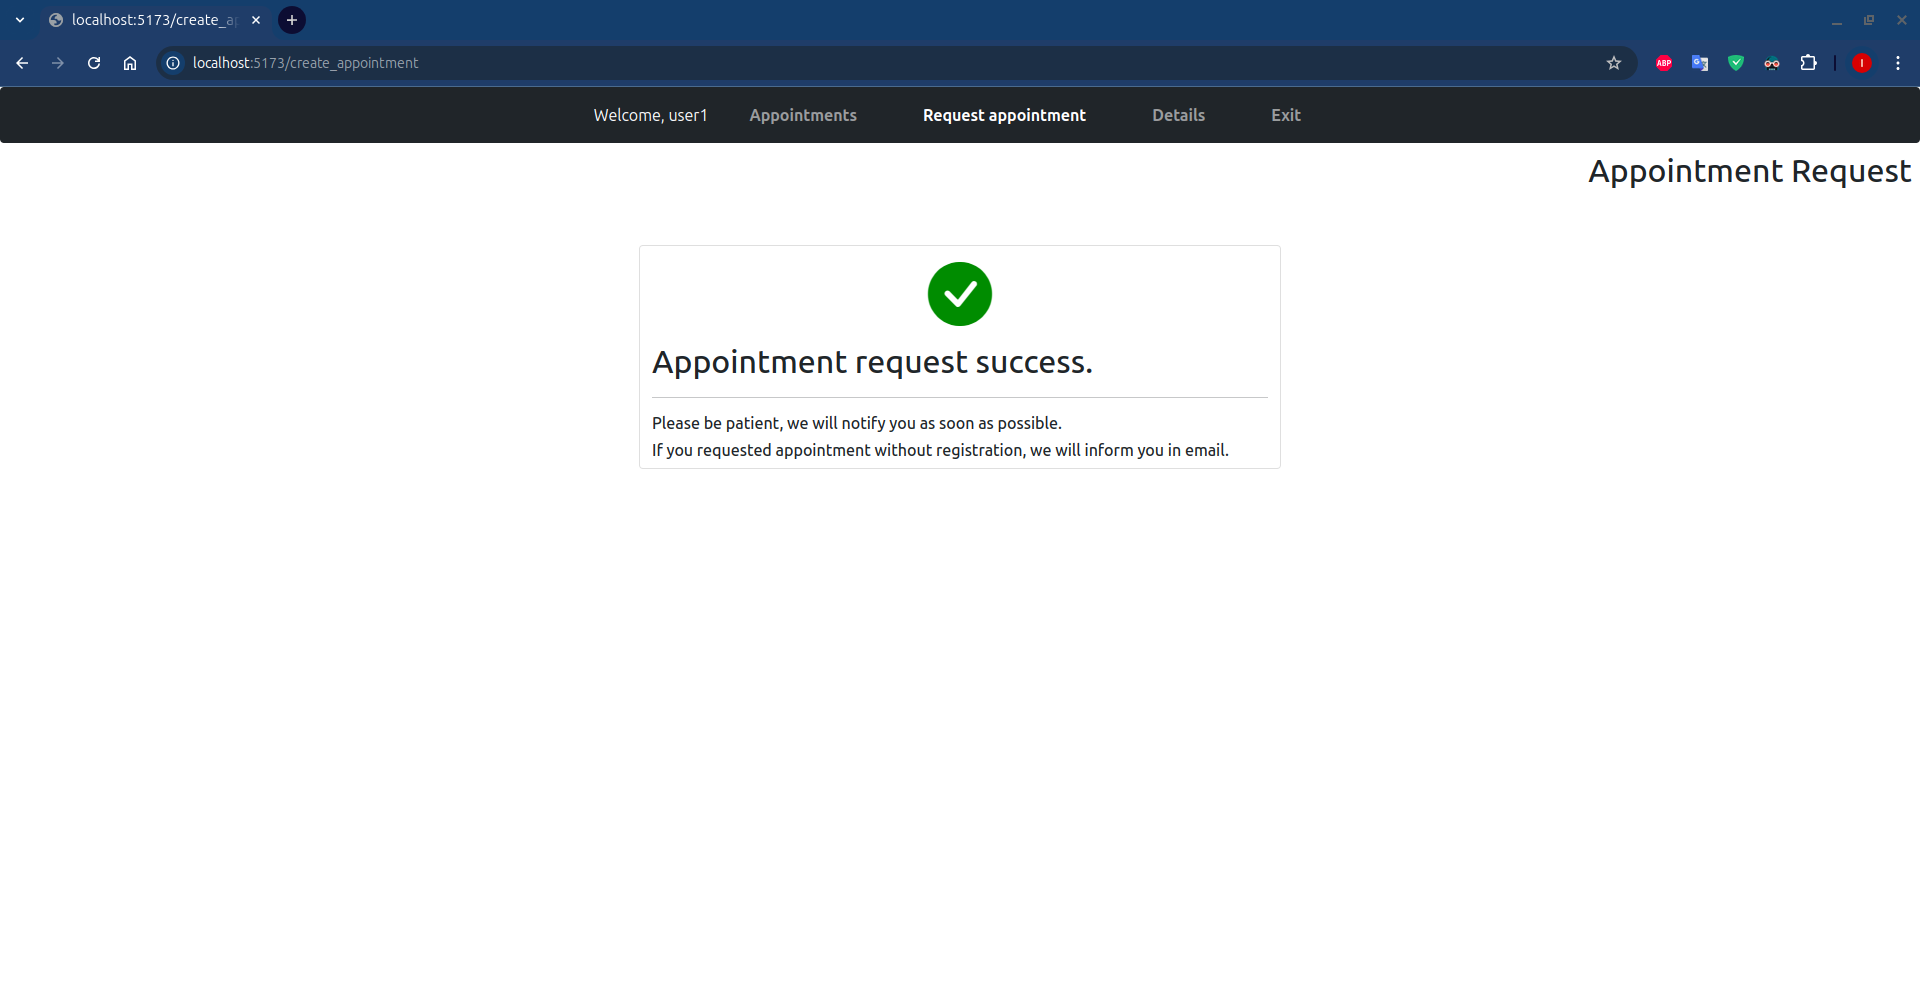 localhost:5173/create_ap
localhost:5173/create_appointment
ABP
G
I
Welcome, user1 Appointments Request appointment Details Exit
Appointment Request
Appointment request success.
Please be patient, we will notify you as soon as possible.
If you requested appointment without registration, we will inform you in email.